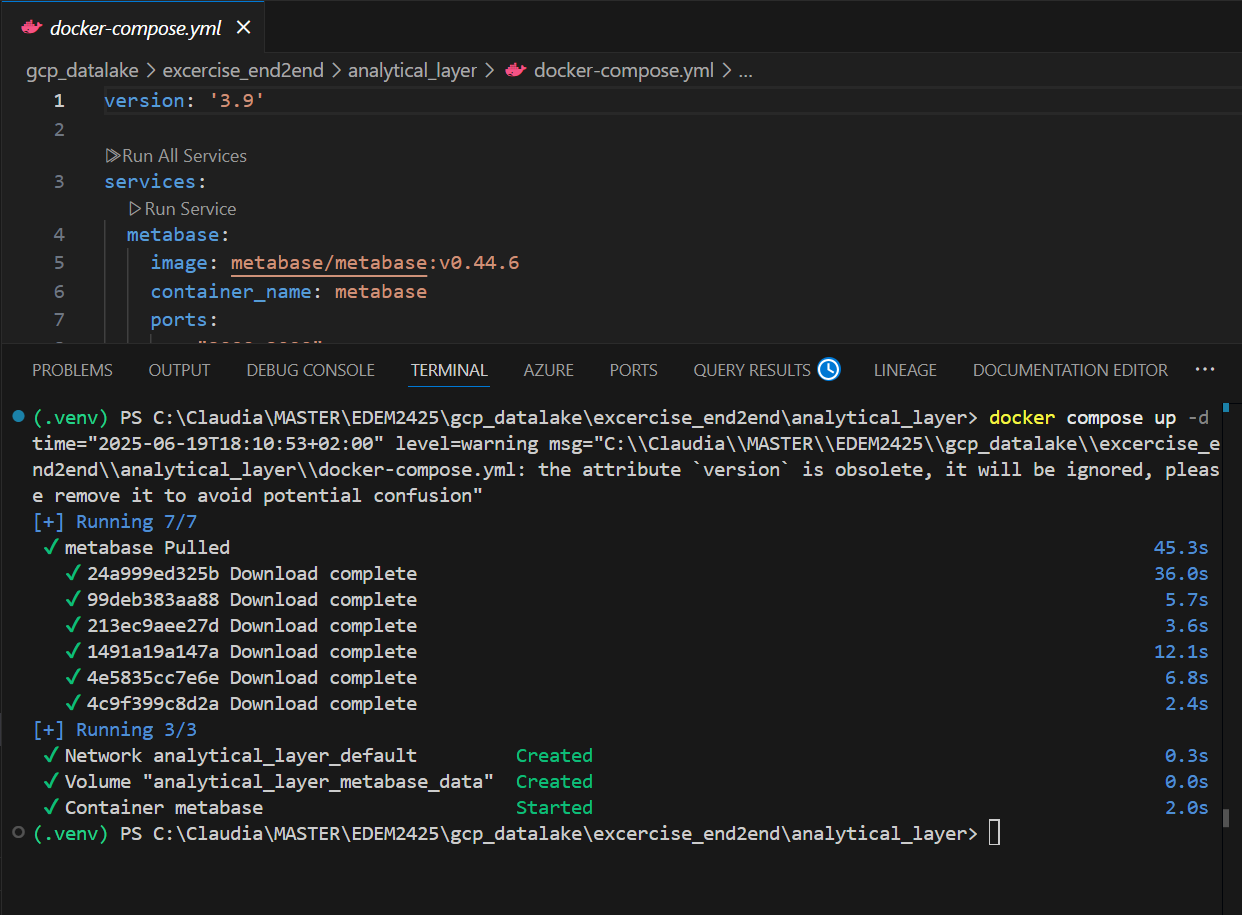 docker-compose.yml
gcp_datalake > excercise_end2end > analytical_layer > docker-compose.yml > ...
1 version: '3.9'
2
Run All Services
3 services:
Run Service
4 metabase:
5 image: metabase/metabase:v0.44.6
6 container_name: metabase
7 ports:
PROBLEMS OUTPUT DEBUG CONSOLE TERMINAL AZURE PORTS QUERY RESULTS LINEAGE DOCUMENTATION EDITOR ...
(.venv) PS C:\Claudia\MASTER\EDEM2425\gcp_datalake\excercise_end2end\analytical_layer> docker compose up -d
time="2025-06-19T18:10:53+02:00" level=warning msg="C:\\Claudia\\MASTER\\EDEM2425\\gcp_datalake\\excercise_e
nd2end\\analytical_layer\\docker-compose.yml: the attribute `version` is obsolete, it will be ignored, pleas
e remove it to avoid potential confusion"
[+] Running 7/7
✓ metabase Pulled 45.3s
✓ 24a999ed325b Download complete 36.0s
✓ 99deb383aa88 Download complete 5.7s
✓ 213ec9aee27d Download complete 3.6s
✓ 1491a19a147a Download complete 12.1s
✓ 4e5835cc7e6e Download complete 6.8s
✓ 4c9f399c8d2a Download complete 2.4s
[+] Running 3/3
✓ Network analytical_layer_default Created 0.3s
✓ Volume "analytical_layer_metabase_data" Created 0.0s
✓ Container metabase Started 2.0s
(.venv) PS C:\Claudia\MASTER\EDEM2425\gcp_datalake\excercise_end2end\analytical_layer>